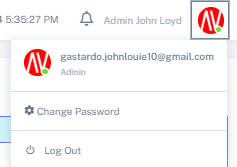 4 5:35:27 PM Admin John Loyd
gastardo.johnlouie10@gmail.com
Admin
Change Password
Log Out